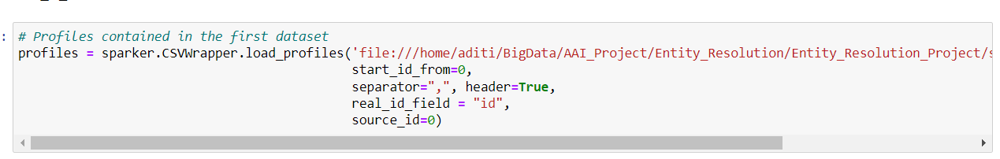 :
# Profiles contained in the first dataset
profiles = sparker.CSVWrapper.load_profiles('file:///home/aditi/BigData/AAI_Project/Entity_Resolution/Entity_Resolution_Project/
start_id_from=0,
separator=",", header=True,
real_id_field = "id",
source_id=0)